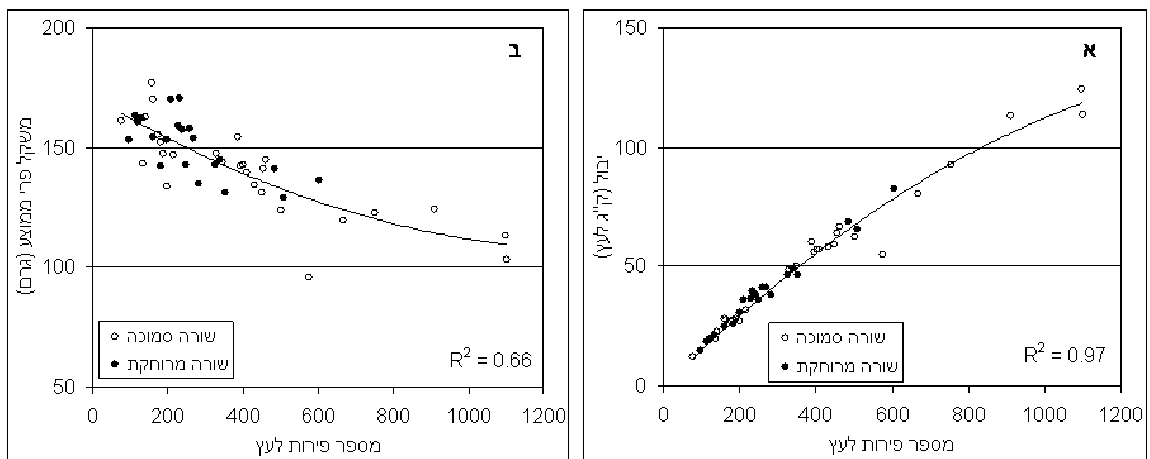 א
יבול (ק"ג לעץ)
150
100
50
0
שורה סמוכה
שורה מרוחקת
R² = 0.97
0 200 400 600 800 1000 1200
מספר פירות לעץ
ב
משקל פרי ממוצע (גרם)
200
150
100
50
שורה סמוכה
שורה מרוחקת
R² = 0.66
0 200 400 600 800 1000 1200
מספר פירות לעץ